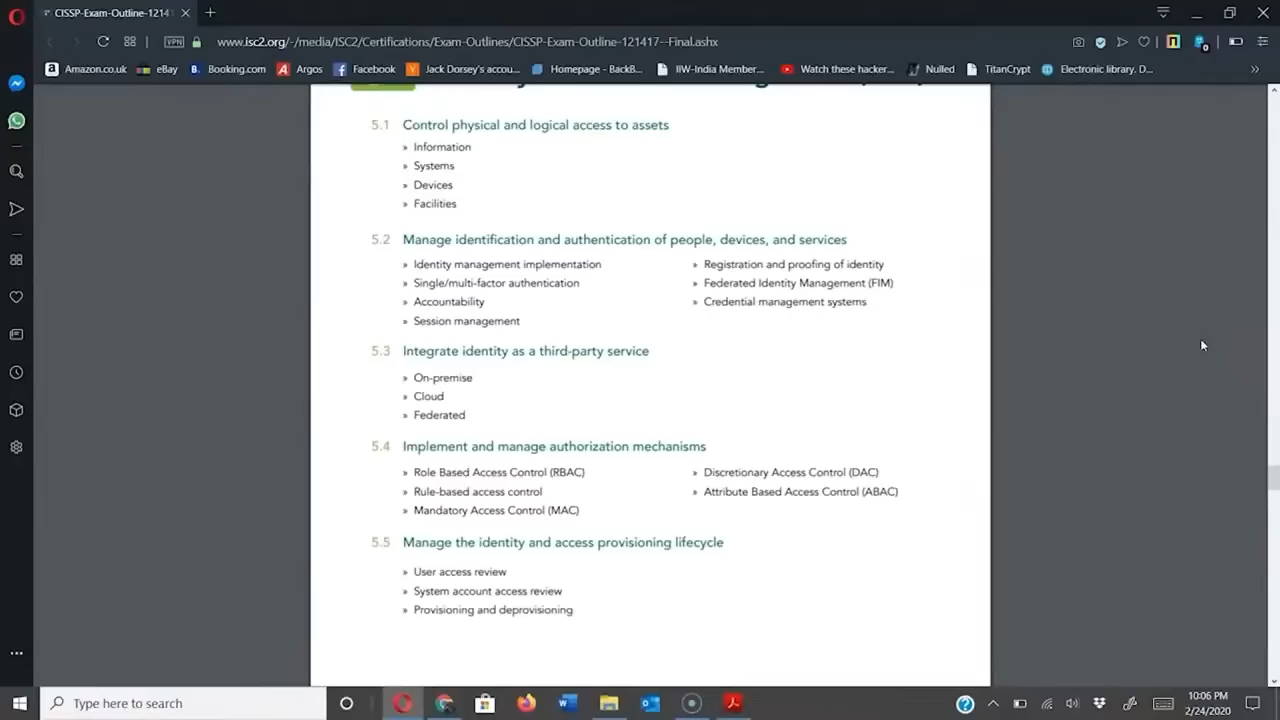 CISSP-Exam-Outline-1214
VPN
www.isc2.org/-/media/ISC2/Certifications/Exam-Outlines/CISSP-Exam-Outline-121417--Final.ashx
Amazon.co.uk
eBay
Booking.com
Argos
Facebook
Jack Dorsey's accou...
Homepage - BackB...
IIW-India Member...
Watch these hacker...
Nulled
TitanCrypt
Electronic library. D...
5.1 Control physical and logical access to assets
» Information
» Systems
» Devices
» Facilities
5.2 Manage identification and authentication of people, devices, and services
» Identity management implementation
» Single/multi-factor authentication
» Accountability
» Session management
» Registration and proofing of identity
» Federated Identity Management (FIM)
» Credential management systems
5.3 Integrate identity as a third-party service
» On-premise
» Cloud
» Federated
5.4 Implement and manage authorization mechanisms
» Role Based Access Control (RBAC)
» Rule-based access control
» Mandatory Access Control (MAC)
» Discretionary Access Control (DAC)
» Attribute Based Access Control (ABAC)
5.5 Manage the identity and access provisioning lifecycle
» User access review
» System account access review
» Provisioning and deprovisioning
Type here to search
10:06 PM
2/24/2020